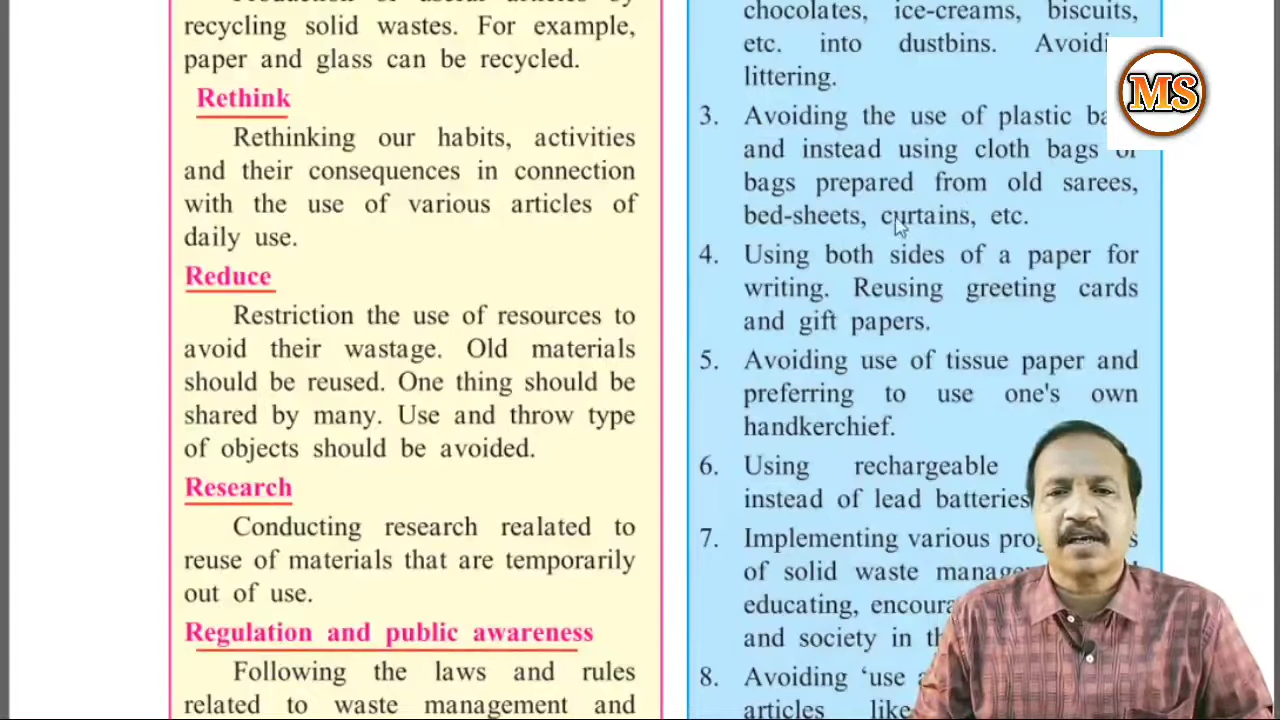 recycling solid wastes. For example,
paper and glass can be recycled.
Rethink
Rethinking our habits, activities
and their consequences in connection
with the use of various articles of
daily use.
Reduce
Restriction the use of resources to
avoid their wastage. Old materials
should be reused. One thing should be
shared by many. Use and throw type
of objects should be avoided.
Research
Conducting research realated to
reuse of materials that are temporarily
out of use.
Regulation and public awareness
Following the laws and rules
related to waste management and
chocolates, ice-creams, biscuits,
etc. into dustbins.
littering.
3. Avoiding the use of plastic
and instead using cloth bags
bags prepared from old sarees,
bed-sheets, curtains, etc.
4. Using both sides of a paper for
writing. Reusing greeting cards
and gift papers.
5. Avoiding use of tissue paper and
preferring to use one's own
handkerchief.
6. Using rechargeable
instead of lead batteries
7. Implementing various
of solid waste
educating,
and society in
8. Avoiding 'use
articles like
MS